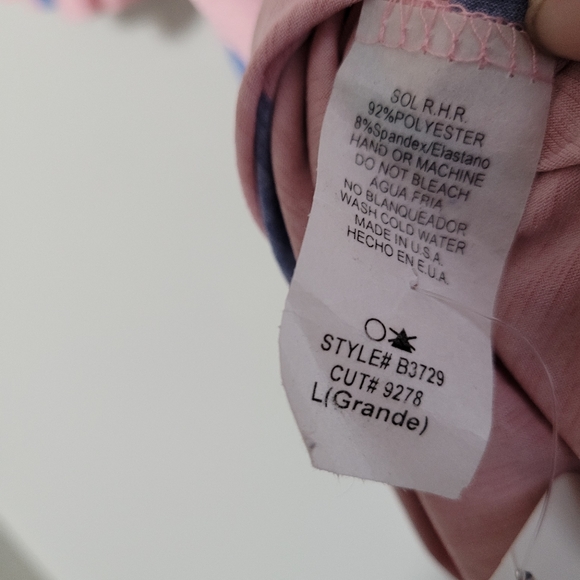 SOL R.H.R.
92%POLYESTER
8%Spandex/Elastano
HAND OR MACHINE
DO NOT BLEACH
AGUA FRIA
NO BLANQUEADOR
WASH COLD WATER
MADE IN U.S.A.
HECHO EN E.U.A.
STYLE# B3729
CUT# 9278
L(Grande)